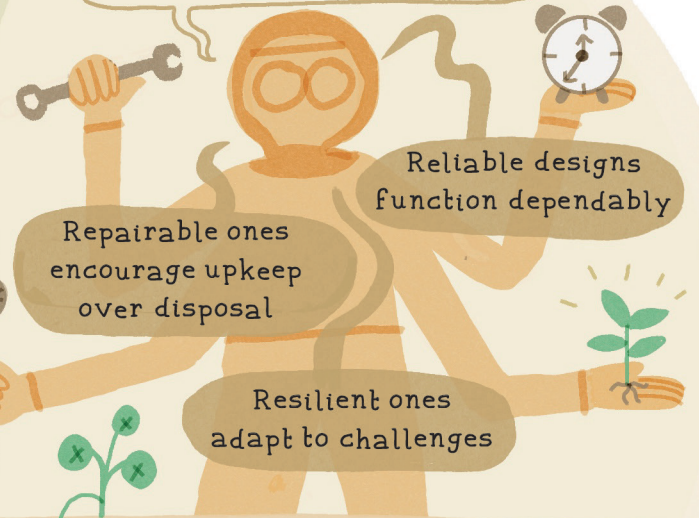 Reliable designs
function dependably
Repairable ones
encourage upkeep
over disposal
Resilient ones
adapt to challenges